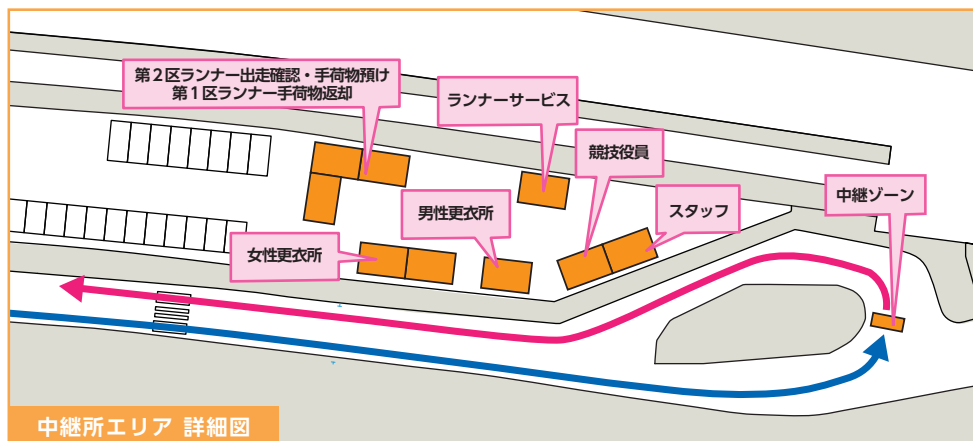 第２区ランナー出走確認・手荷物預け
第１区ランナー手荷物返却
ランナーサービス
競技役員
中継ゾーン
男性更衣所
スタッフ
女性更衣所
中継所エリア 詳細図